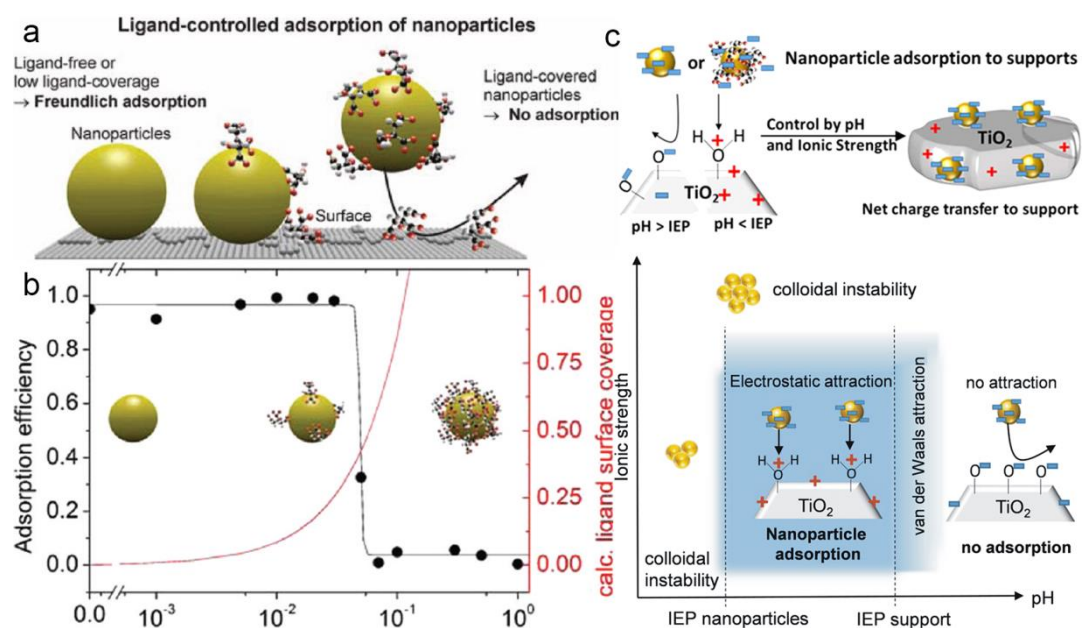 a
Ligand-controlled adsorption of nanoparticles
Ligand-free or
low ligand-coverage
→ Freundlich adsorption
Nanoparticles
Ligand-covered
nanoparticles
→ No adsorption
Surface
b
Adsorption efficiency
1.0
0.8
0.6
0.4
0.2
0.0
0
10⁻³
10⁻²
10⁻¹
10⁰
1.00
0.75
0.50
0.25
0.00
calc. ligand surface coverage
c
or
Nanoparticle adsorption to supports
H H
O
O
TiO₂
pH > IEP
pH < IEP
Control by pH
and Ionic Strength
TiO₂
Net charge transfer to support
Ionic strength
colloidal instability
Electrostatic attraction
H H
O
H H
O
TiO₂
Nanoparticle
adsorption
van der Waals attraction
no attraction
O O O
TiO₂
no adsorption
colloidal
instability
pH
IEP nanoparticles
IEP support